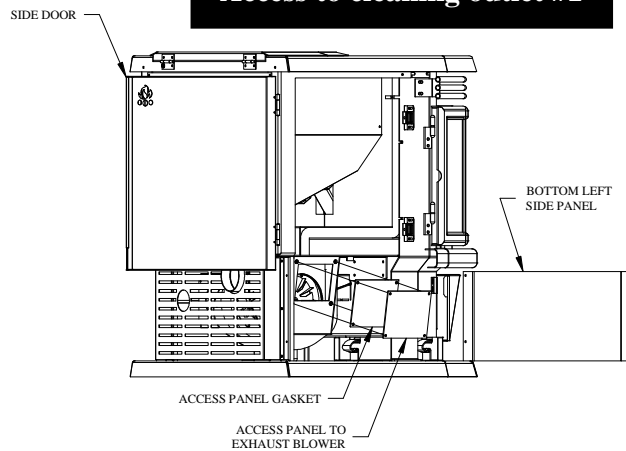 Access to cleaning outlet #2
SIDE DOOR
BOTTOM LEFT
SIDE PANEL
ACCESS PANEL GASKET
ACCESS PANEL TO
EXHAUST BLOWER